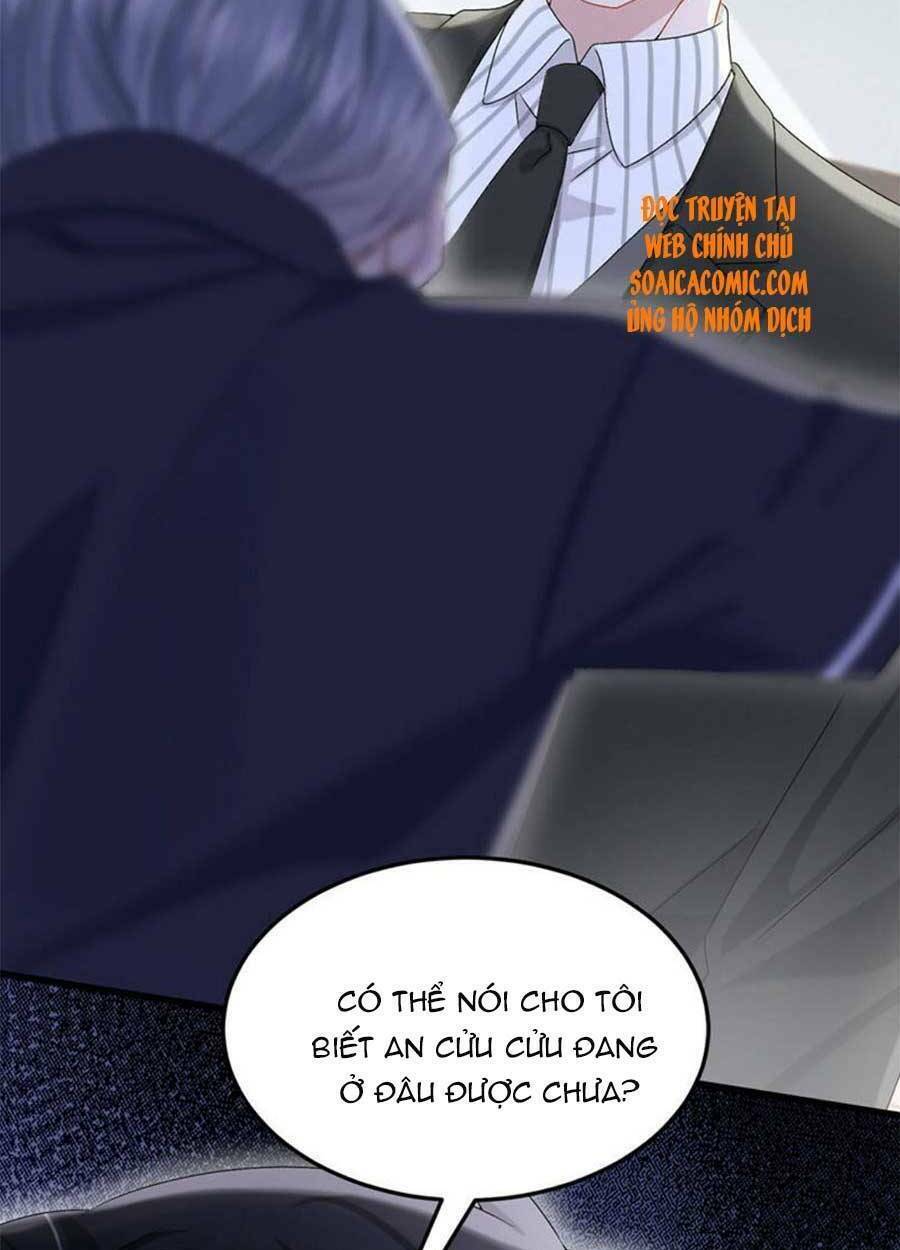 ĐỌC TRUYỆN TẠI
WEB CHÍNH CHỦ
SOAICACOMIC.COM
ỦNG HỘ NHÓM DỊCH
CÓ THỂ NÓI CHO TÔI
BIẾT AN CỬU CỬU ĐANG
Ở ĐÂU ĐƯỢC CHƯA?